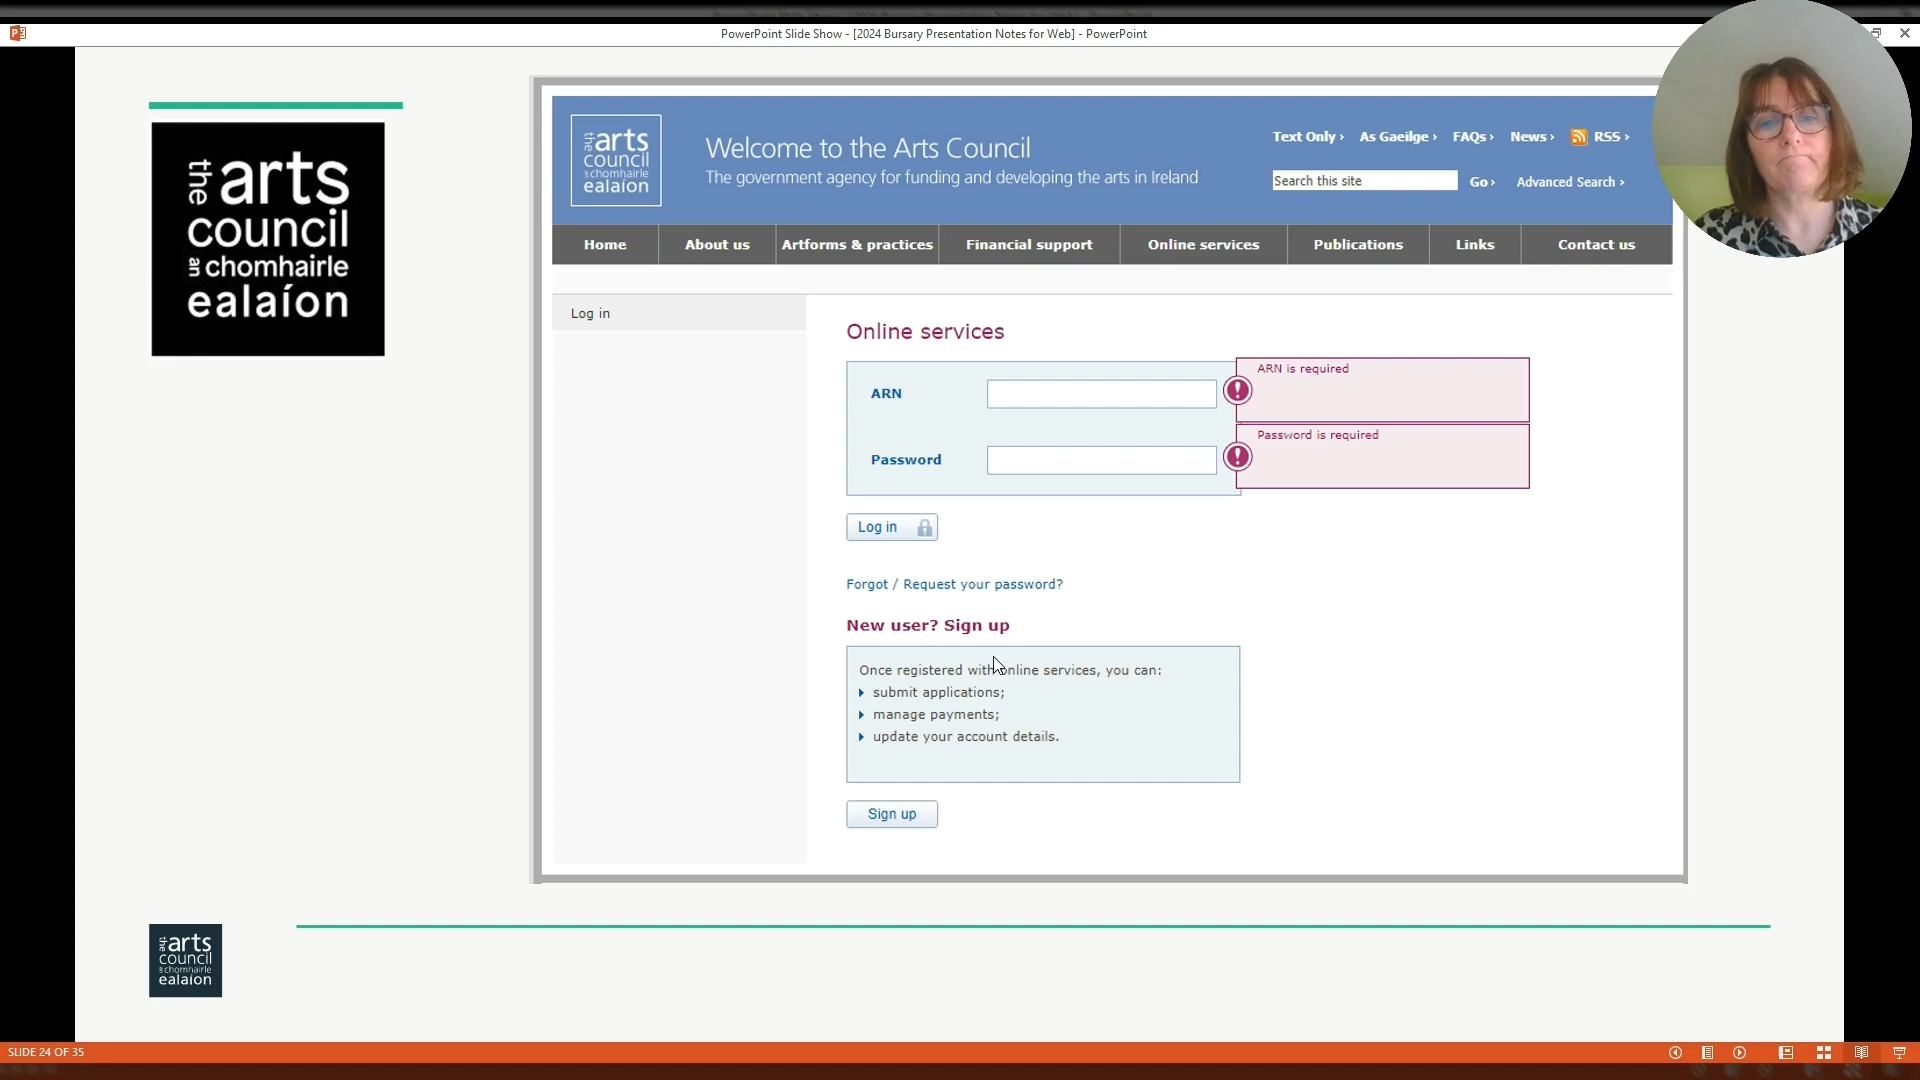 PowerPoint Slide Show - [2024 Bursary Presentation Notes for Web] - PowerPoint
the arts
council
an chomhairle
ealaíon
the arts
council
an chomhairle
ealaíon
Welcome to the Arts Council
The government agency for funding and developing the arts in Ireland
Text Only › As Gaeilge › FAQs › News › RSS ›
Search this site Go › Advanced Search ›
Home About us Artforms & practices Financial support Online services Publications Links Contact us
Log in
Online services
ARN
ARN is required
Password
Password is required
Log in
Forgot / Request your password?
New user? Sign up
Once registered with online services, you can:
submit applications;
manage payments;
update your account details.
Sign up
the arts
council
an chomhairle
ealaíon
SLIDE 24 OF 35